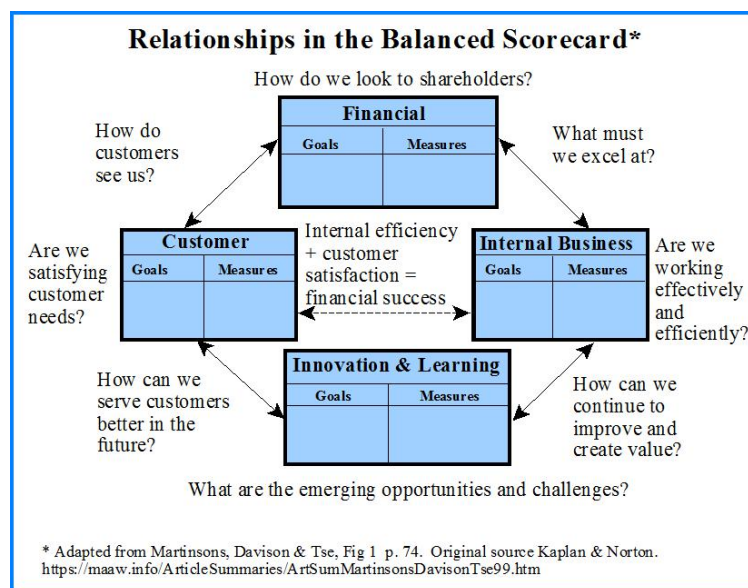 Relationships in the Balanced Scorecard*
How do we look to shareholders?
Financial
Goals Measures
How do
customers
see us?
What must
we excel at?
Customer
Goals Measures
Are we
satisfying
customer
needs?
Internal efficiency
+ customer
satisfaction =
financial success
Internal Business
Goals Measures
Are we
working
effectively
and
efficiently?
Innovation & Learning
Goals Measures
How can we
serve customers
better in the
future?
How can we
continue to
improve and
create value?
What are the emerging opportunities and challenges?
* Adapted from Martinsons, Davison & Tse, Fig 1 p. 74. Original source Kaplan & Norton.
https://maaw.info/ArticleSummaries/ArtSumMartinsonsDavisonTse99.htm